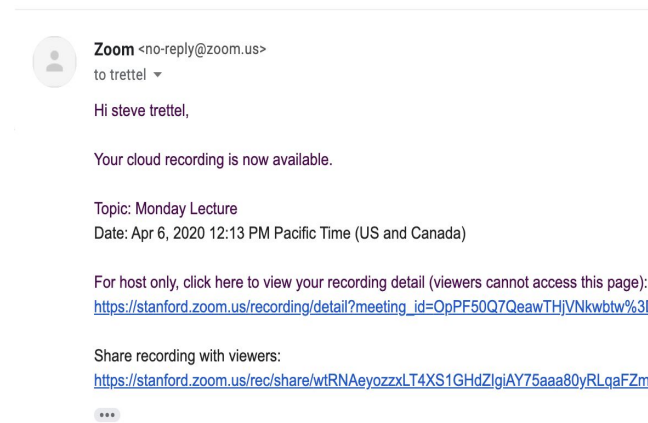 Zoom <no-reply@zoom.us>
to trettel
Hi steve trettel,
Your cloud recording is now available.
Topic: Monday Lecture
Date: Apr 6, 2020 12:13 PM Pacific Time (US and Canada)
For host only, click here to view your recording detail (viewers cannot access this page):
https://stanford.zoom.us/recording/detail?meeting_id=OpPF50Q7QeawTHjVNkwbtw%3D
Share recording with viewers:
https://stanford.zoom.us/rec/share/wtRNAeyozzxLT4XS1GHdZIgiAY75aaa80yRLqaFZm